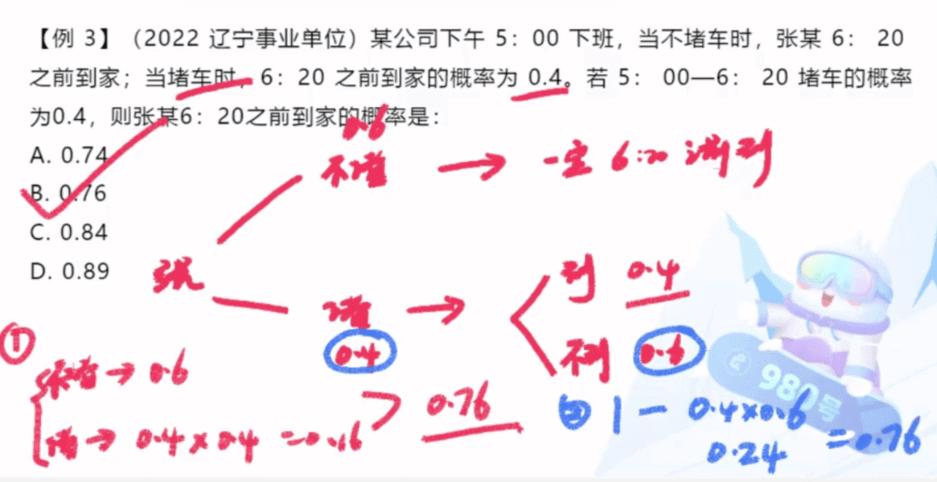 【例 3】（2022 辽宁事业单位）某公司下午 5：00 下班，当不堵车时，张某 6： 20
之前到家；当堵车时，6：20 之前到家的概率为 0.4。若 5： 00—6： 20 堵车的概率
为0.4，则张某6：20之前到家的概率是：
0.6
A. 0.74
不堵 → 一定 6:20 前到
B. 0.76
C. 0.84
D. 0.89
张
到 0.4
堵 →
0.4
不到 0.6
①
不堵 → 0.6
堵 → 0.4×0.4 =0.16
0.76
② 1 - 0.4×0.6 =0.76
0.24
980号